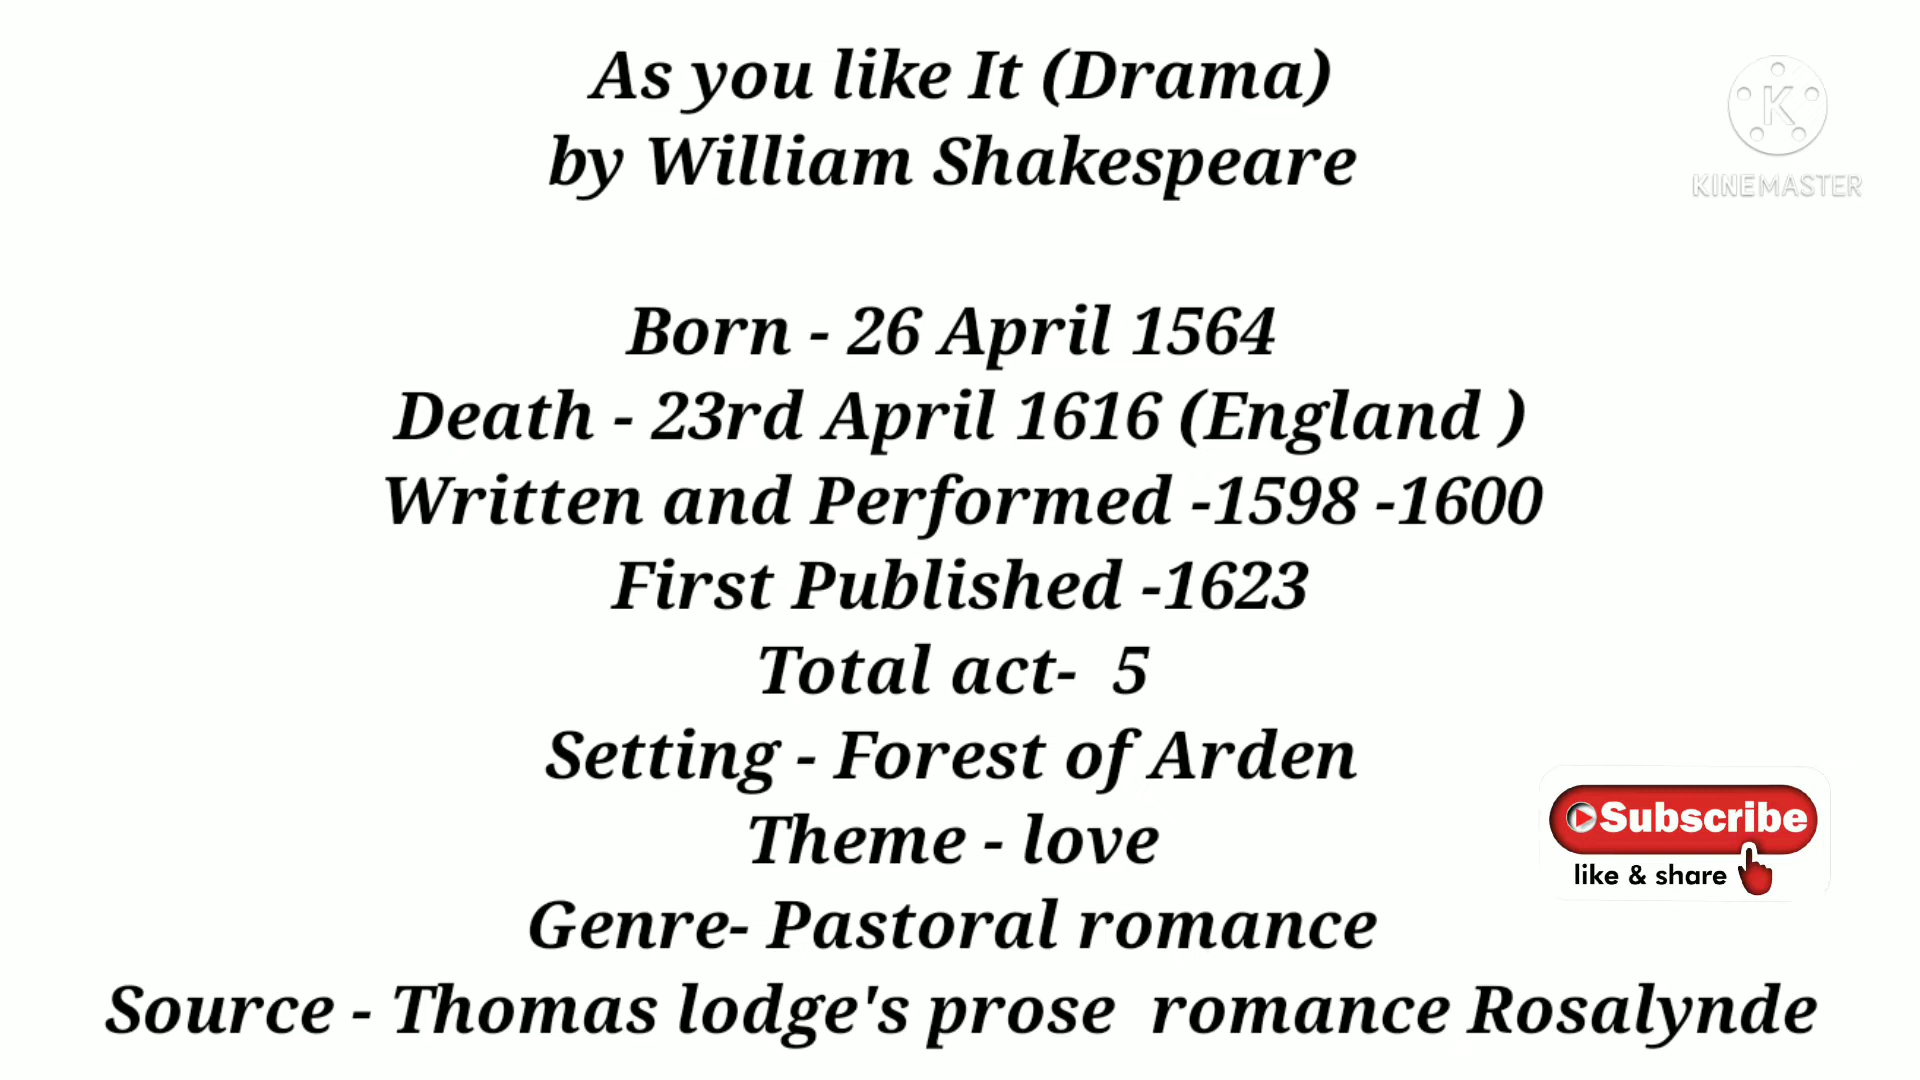 As you like It (Drama)
by William Shakespeare
K
KINEMASTER
Born - 26 April 1564
Death - 23rd April 1616 (England )
Written and Performed -1598 -1600
First Published -1623
Total act-  5
Setting - Forest of Arden
Theme - love
Subscribe
like & share
Genre- Pastoral romance
Source - Thomas lodge's prose  romance Rosalynde